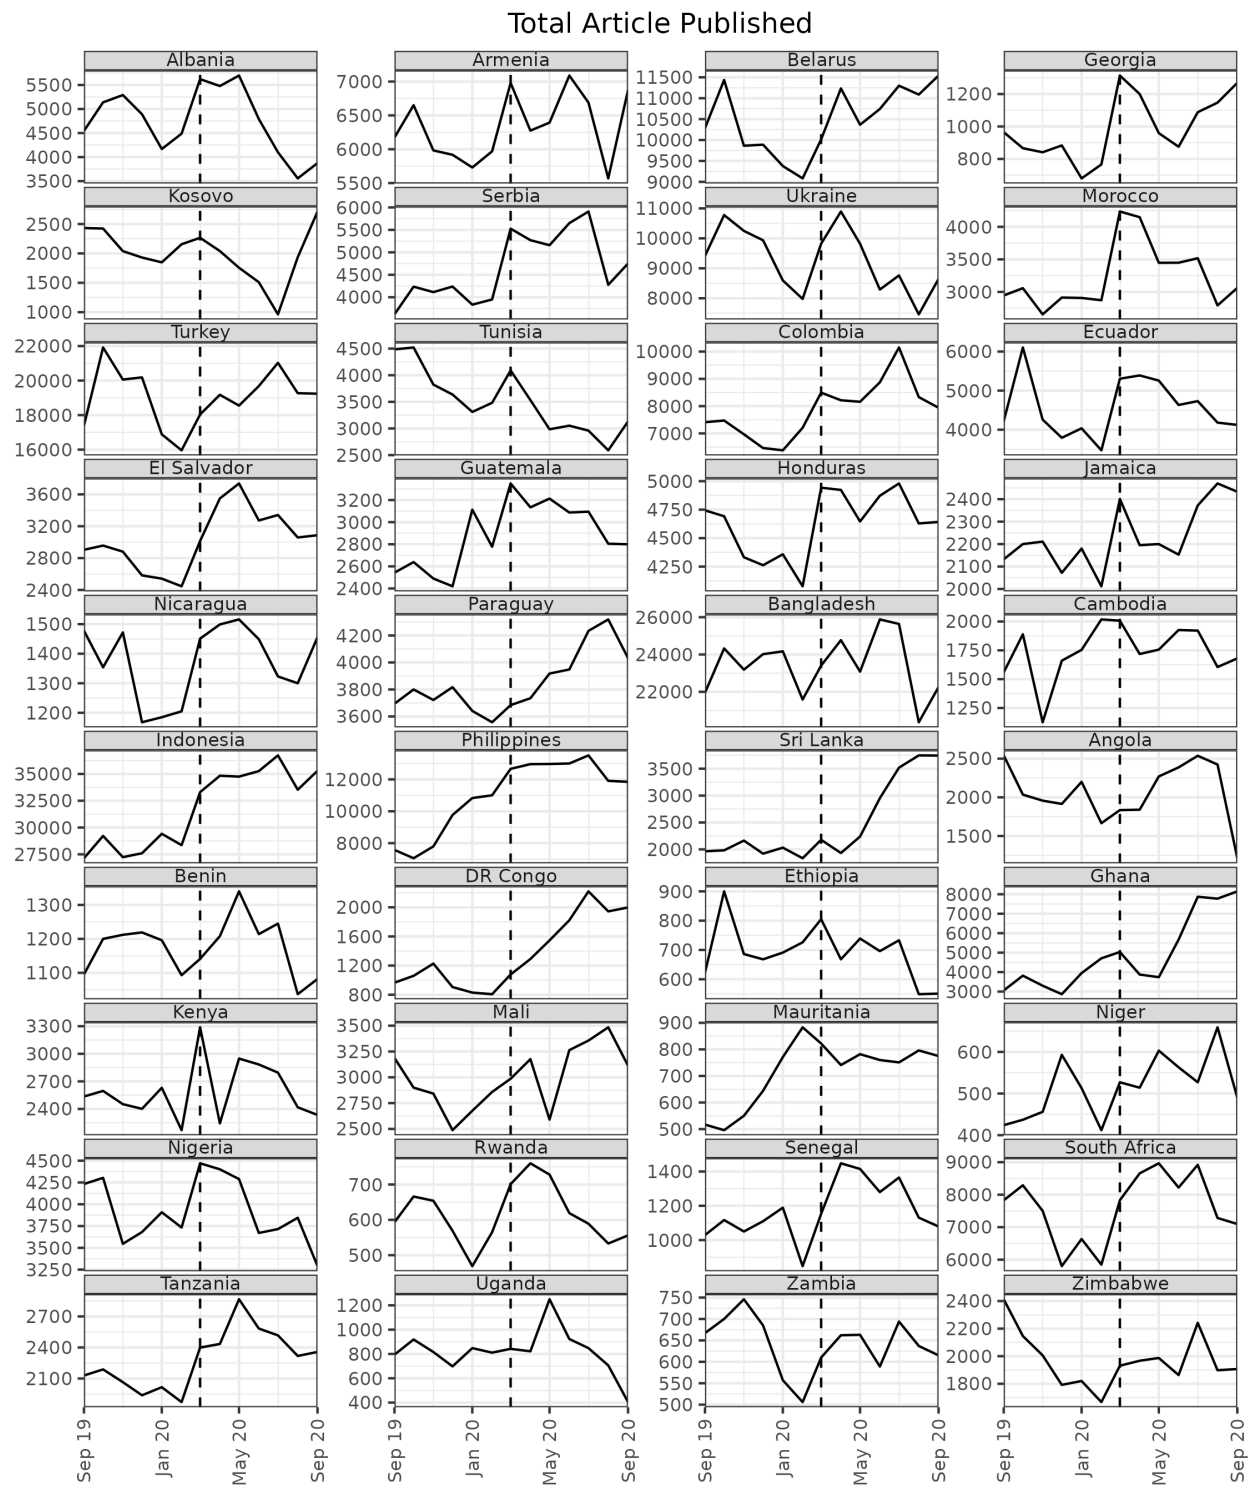 Total Article Published
Albania Armenia Belarus Georgia
5500 5000 4500 4000 3500
7000 6500 6000 5500
11500 11000 10500 10000 9500 9000
1200 1000 800
Kosovo Serbia Ukraine Morocco
2500 2000 1500 1000
6000 5500 5000 4500 4000
11000 10000 9000 8000
4000 3500 3000
Turkey Tunisia Colombia Ecuador
22000 20000 18000 16000
4500 4000 3500 3000 2500
10000 9000 8000 7000
6000 5000 4000
El Salvador Guatemala Honduras Jamaica
3600 3200 2800 2400
3200 3000 2800 2600 2400
5000 4750 4500 4250
2400 2300 2200 2100 2000
Nicaragua Paraguay Bangladesh Cambodia
1500 1400 1300 1200
4200 4000 3800 3600
26000 24000 22000
2000 1750 1500 1250
Indonesia Philippines Sri Lanka Angola
35000 32500 30000 27500
12000 10000 8000
3500 3000 2500 2000
2500 2000 1500
Benin DR Congo Ethiopia Ghana
1300 1200 1100
2000 1600 1200 800
900 800 700 600
8000 7000 6000 5000 4000 3000
Kenya Mali Mauritania Niger
3300 3000 2700 2400
3500 3250 3000 2750 2500
900 800 700 600 500
600 500 400
Nigeria Rwanda Senegal South Africa
4500 4250 4000 3750 3500 3250
700 600 500
1400 1200 1000
9000 8000 7000 6000
Tanzania Uganda Zambia Zimbabwe
2700 2400 2100
1200 1000 800 600 400
750 700 650 600 550 500
2400 2200 2000 1800
Sep 19 Jan 20 May 20 Sep 20
Sep 19 Jan 20 May 20 Sep 20
Sep 19 Jan 20 May 20 Sep 20
Sep 19 Jan 20 May 20 Sep 20